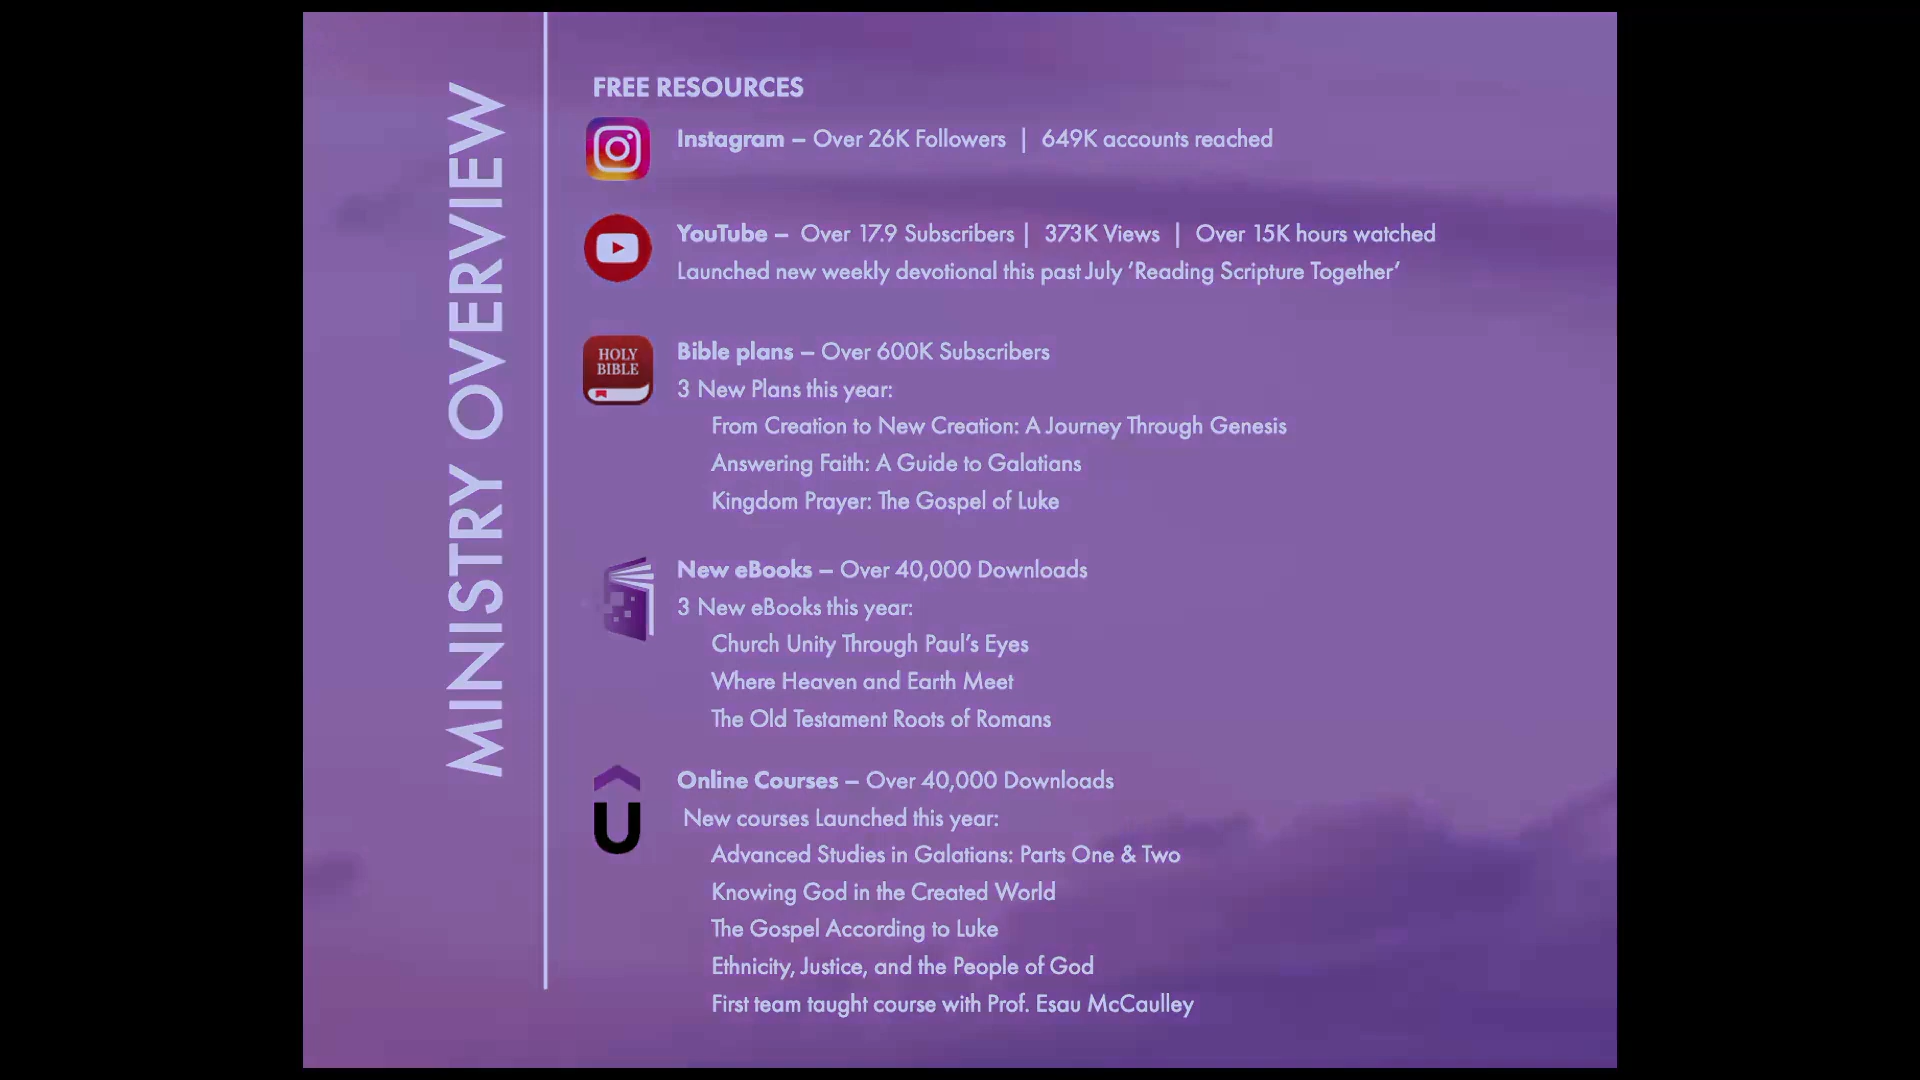 MINISTRY OVERVIEW
FREE RESOURCES
Instagram – Over 26K Followers | 649K accounts reached
YouTube – Over 17.9 Subscribers | 373K Views | Over 15K hours watched
Launched new weekly devotional this past July ‘Reading Scripture Together’
HOLY
BIBLE
Bible plans – Over 600K Subscribers
3 New Plans this year:
From Creation to New Creation: A Journey Through Genesis
Answering Faith: A Guide to Galatians
Kingdom Prayer: The Gospel of Luke
New eBooks – Over 40,000 Downloads
3 New eBooks this year:
Church Unity Through Paul’s Eyes
Where Heaven and Earth Meet
The Old Testament Roots of Romans
Online Courses – Over 40,000 Downloads
New courses Launched this year:
Advanced Studies in Galatians: Parts One & Two
Knowing God in the Created World
The Gospel According to Luke
Ethnicity, Justice, and the People of God
First team taught course with Prof. Esau McCaulley